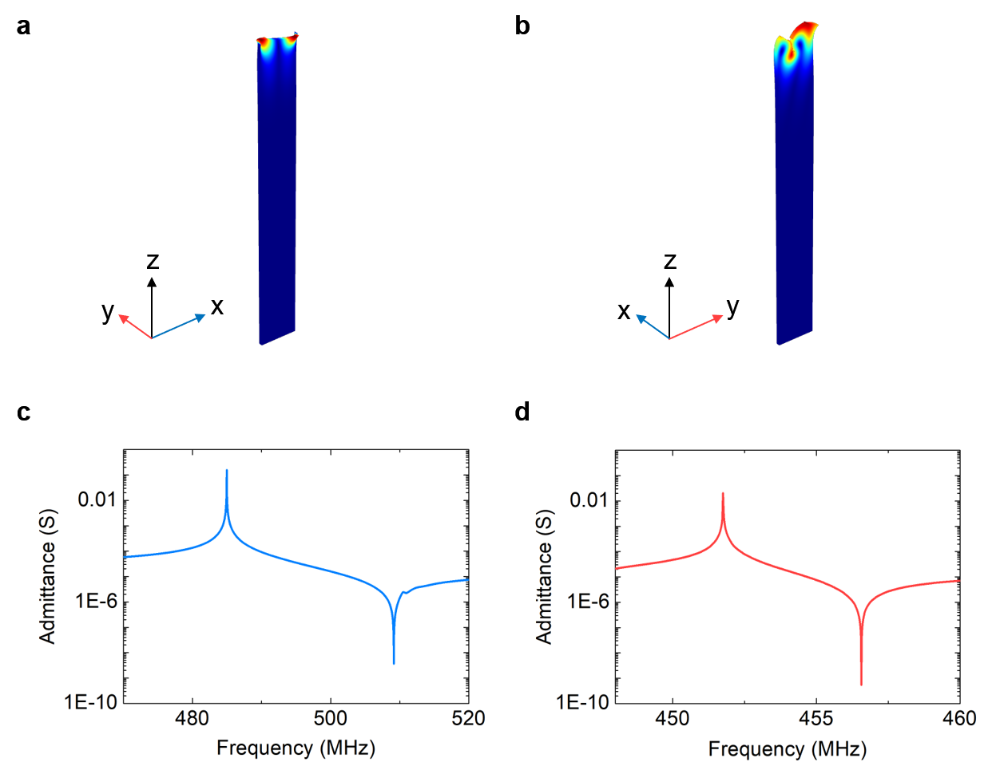 a
b
z
y
x
z
x
y
c
d
Admittance (S)
0.01
1E-6
1E-10
480
500
520
Frequency (MHz)
Admittance (S)
0.01
1E-6
1E-10
450
455
460
Frequency (MHz)